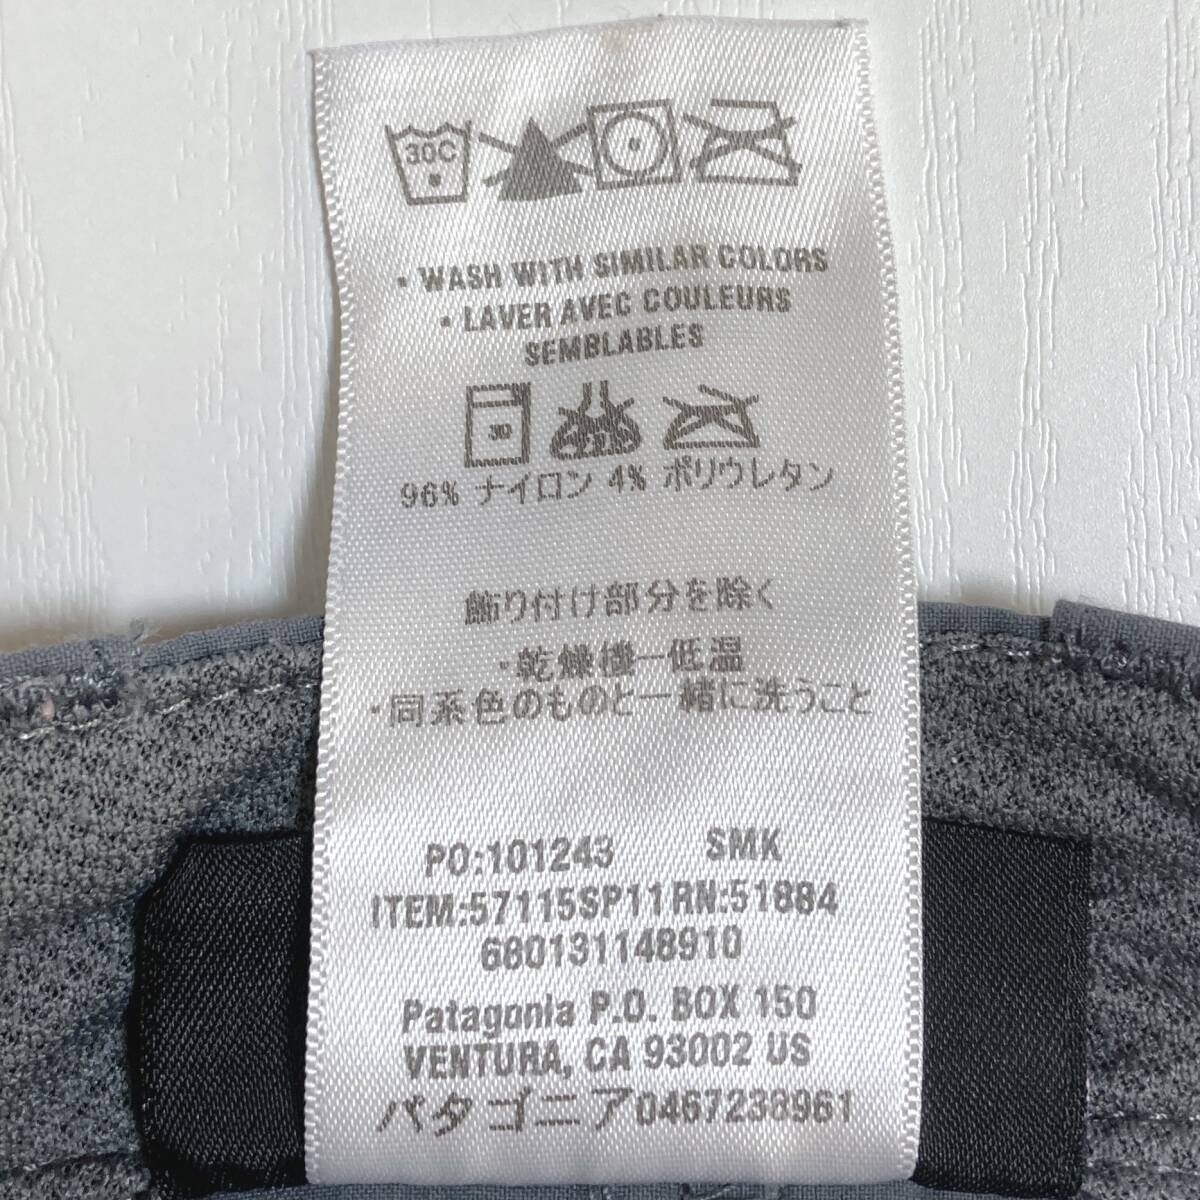 30C
• WASH WITH SIMILAR COLORS
• LAVER AVEC COULEURS
SEMBLABLES
30
96% ナイロン 4% ポリウレタン
飾り付け部分を除く
・乾燥機ー低温
・同系色のものと一緒に洗うこと
PO:101243 SMK
ITEM:57115SP11 RN:51884
680131148910
Patagonia P.O. BOX 150
VENTURA, CA 93002 US
パタゴニア0467238961